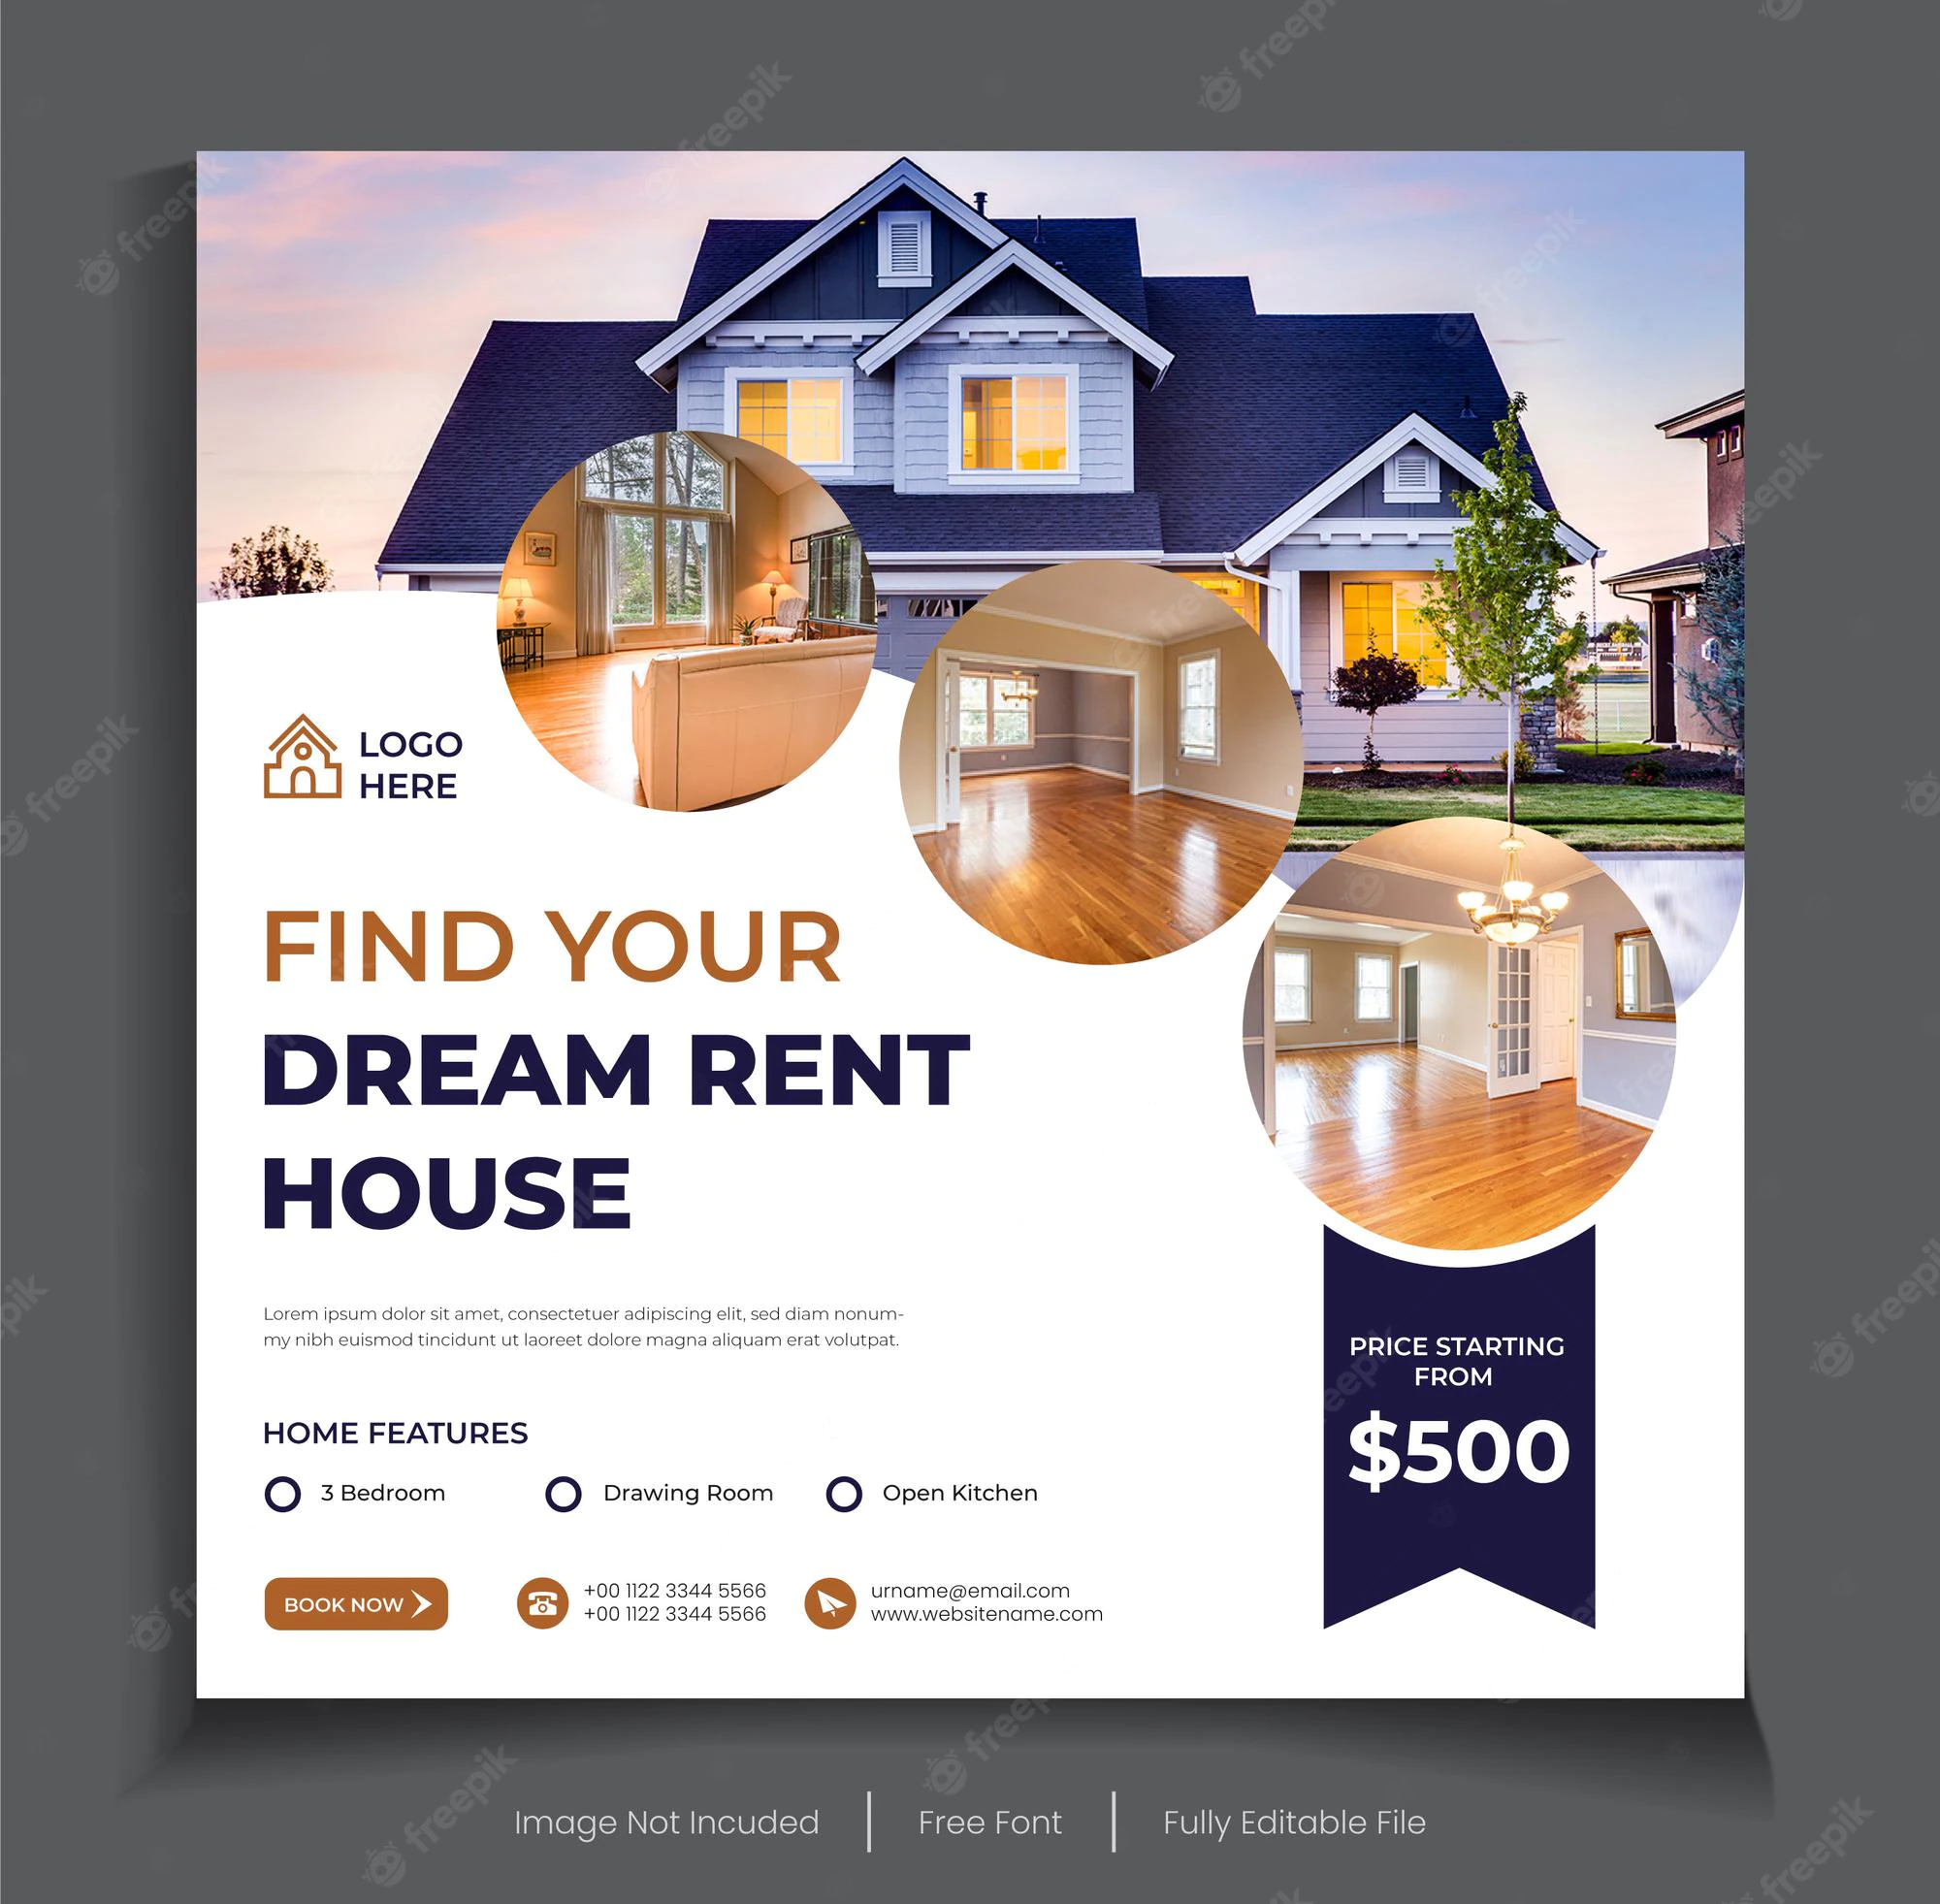 LOGO
HERE
FIND YOUR
DREAM RENT
HOUSE
Lorem ipsum dolor sit amet, consectetuer adipiscing elit, sed diam nonum-
my nibh euismod tincidunt ut laoreet dolore magna aliquam erat volutpat.
HOME FEATURES
3 Bedroom
Drawing Room
Open Kitchen
BOOK NOW
+00 1122 3344 5566
+00 1122 3344 5566
urname@email.com
www.websitename.com
PRICE STARTING
FROM
$500
Image Not Incuded
Free Font
Fully Editable File
freepik